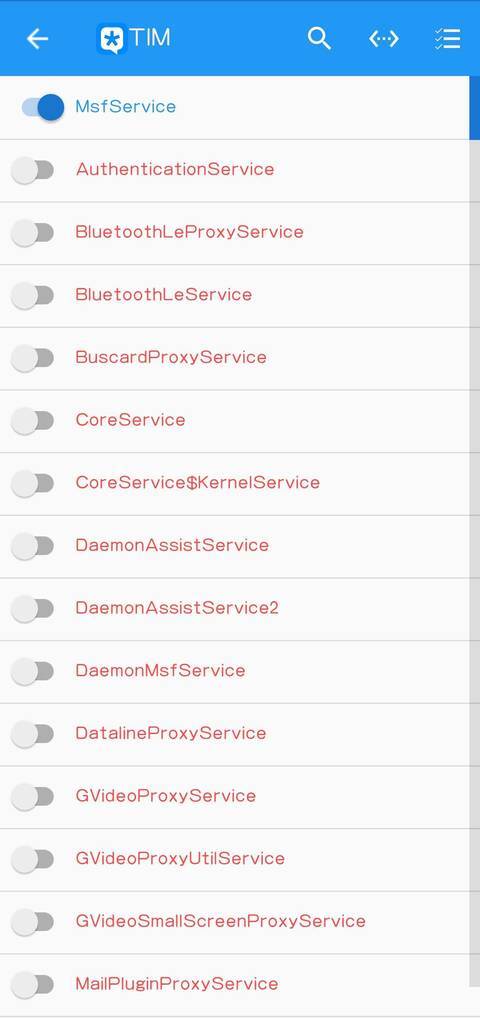 TIM
MsfService
AuthenticationService
BluetoothLeProxyService
BluetoothLeService
BuscardProxyService
CoreService
CoreService$KernelService
DaemonAssistService
DaemonAssistService2
DaemonMsfService
DatalineProxyService
GVideoProxyService
GVideoProxyUtilService
GVideoSmallScreenProxyService
MailPluginProxyService